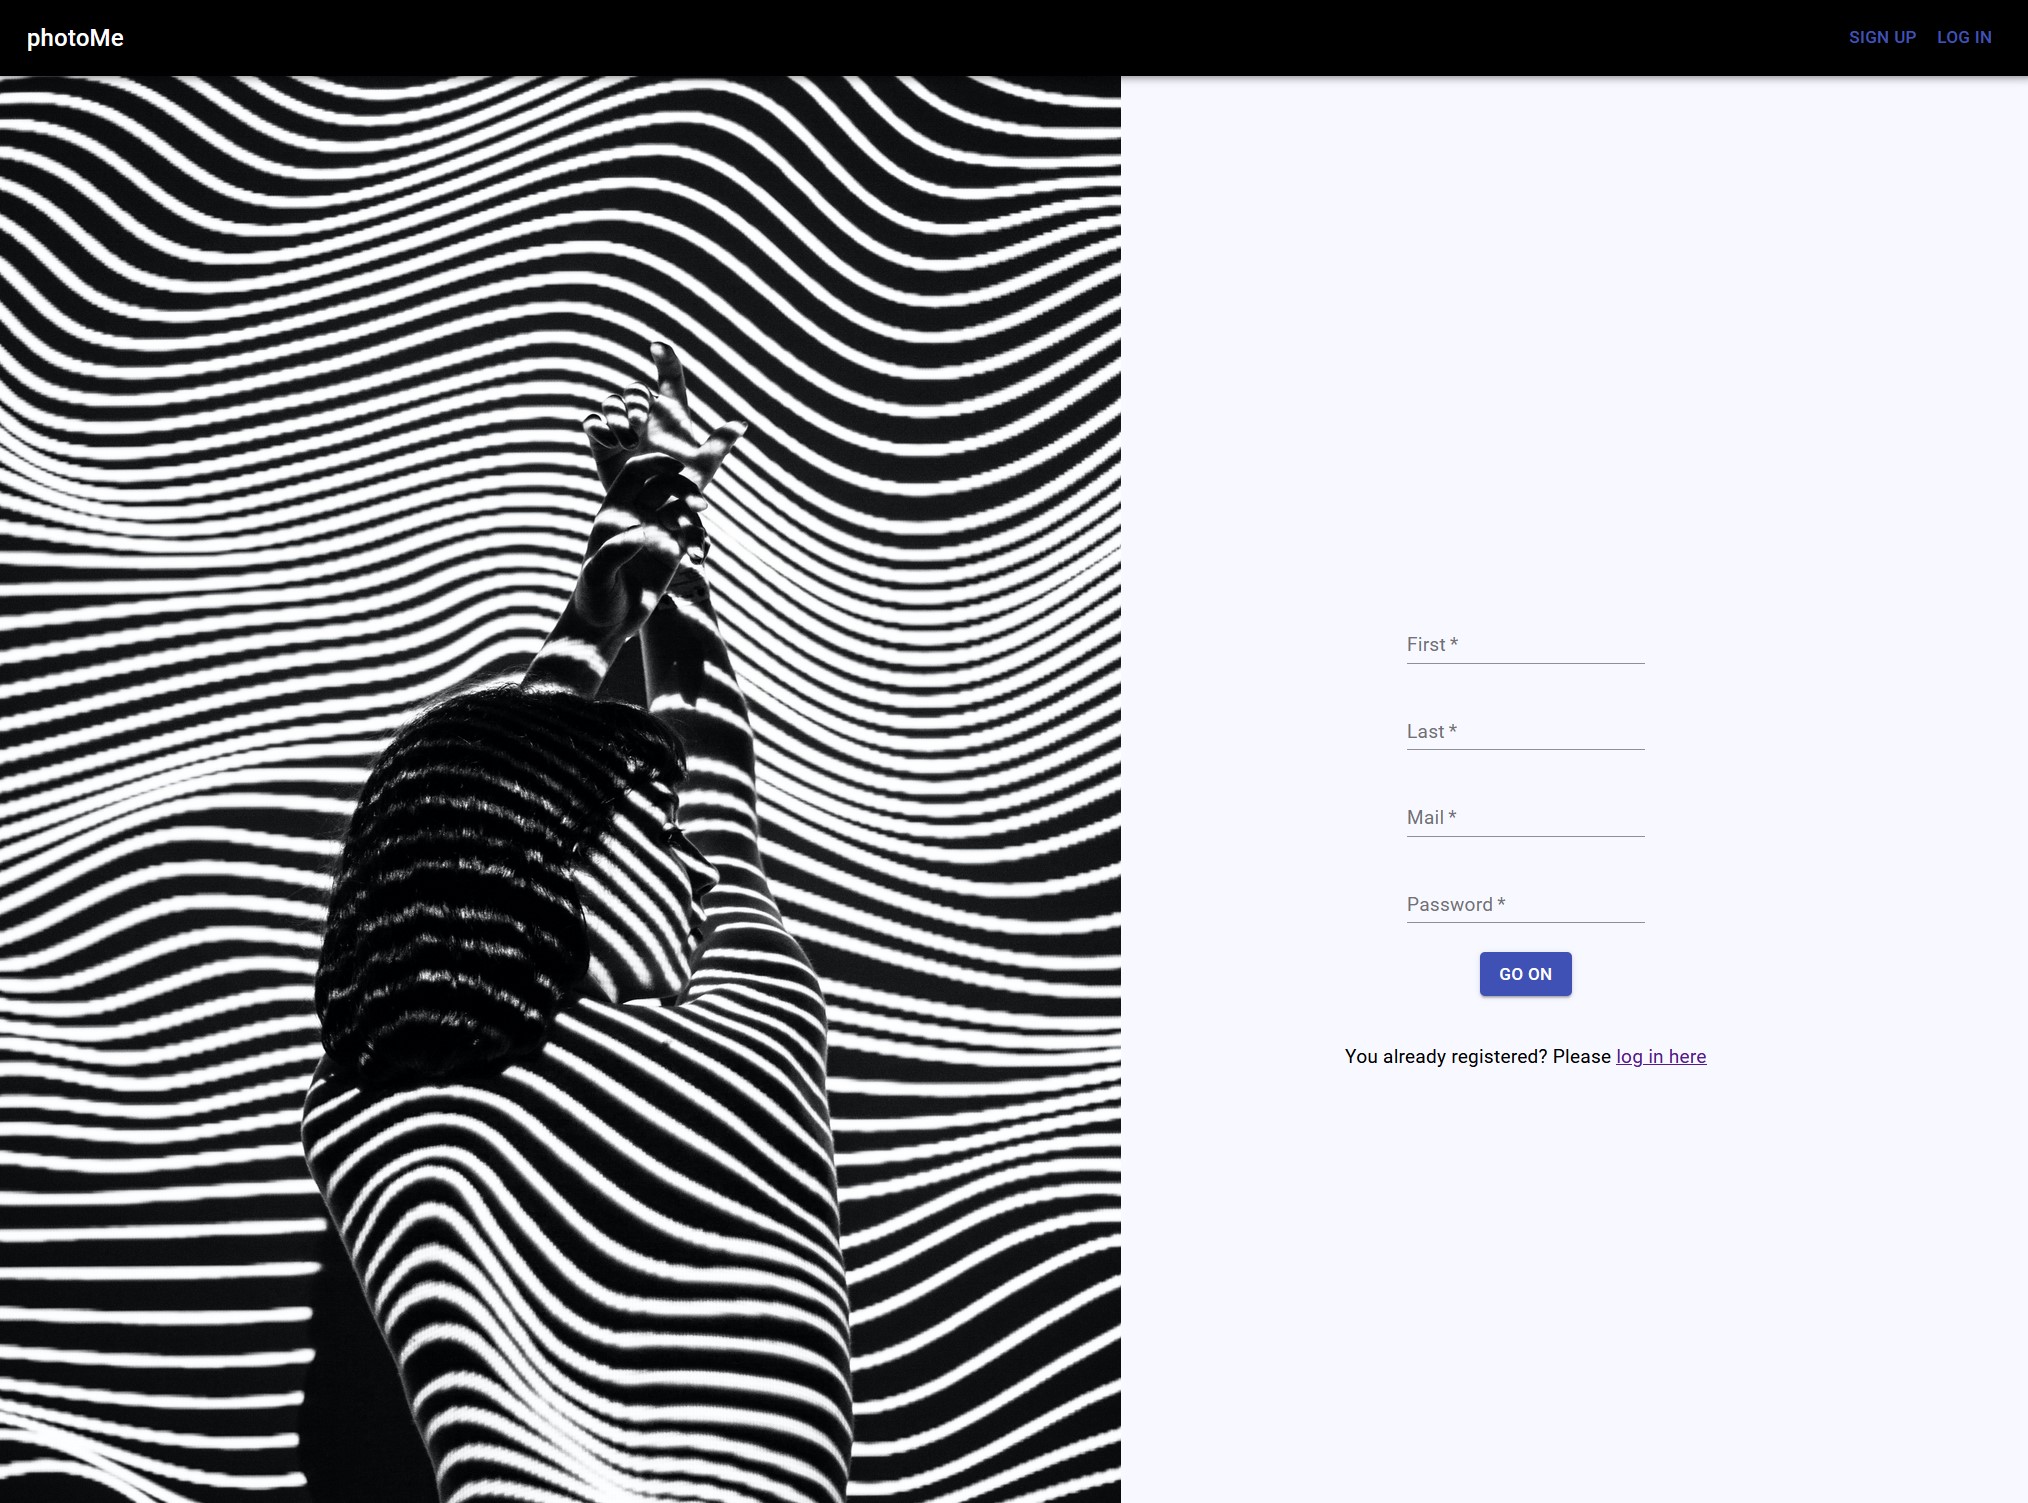 photoMe
SIGN UP LOG IN
First *
Last *
Mail *
Password *
GO ON
You already registered? Please log in here